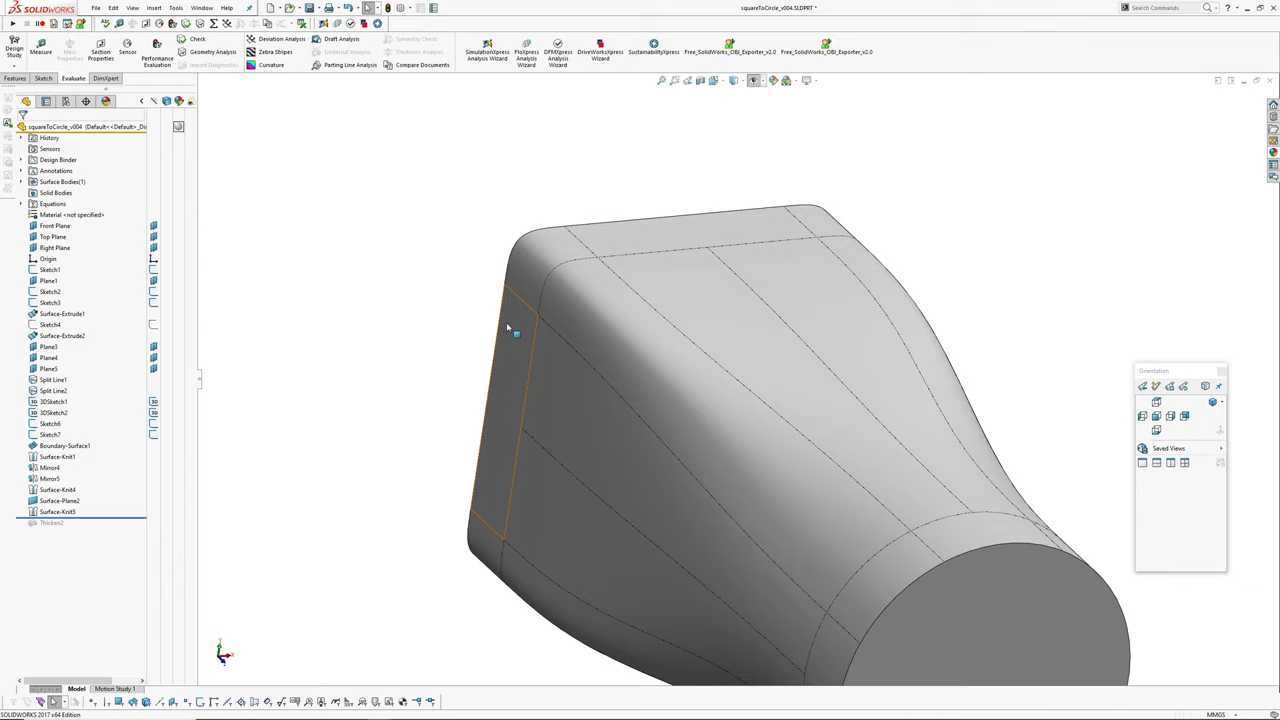 SOLIDWORKS File Edit View Insert Tools Window Help squareToCircle_v004.SLDPRT * Search Commands
Design Study
Measure
Mass Properties
Section Properties
Sensor
Performance Evaluation
Check
Geometry Analysis
Import Diagnostics
Deviation Analysis
Zebra Stripes
Curvature
Draft Analysis
Undercut Analysis
Parting Line Analysis
Symmetry Check
Thickness Analysis
Compare Documents
SimulationXpress Analysis Wizard
FloXpress Analysis Wizard
DFMXpress Analysis Wizard
DriveWorksXpress Wizard
SustainabilityXpress
Free_SolidWorks_OBJ_Exporter_v2.0
Free_SolidWorks_OBJ_Exporter_v2.0
Features Sketch Evaluate DimXpert
squareToCircle_v004 (Default<<Default>_Dis
History
Sensors
Design Binder
Annotations
Surface Bodies(1)
Solid Bodies
Equations
Material <not specified>
Front Plane
Top Plane
Right Plane
Origin
Sketch1
Plane1
Sketch2
Sketch3
Surface-Extrude1
Sketch4
Surface-Extrude2
Plane3
Plane4
Plane5
Split Line1
Split Line2
3DSketch1
3DSketch2
Sketch6
Sketch7
Boundary-Surface1
Surface-Knit1
Mirror4
Mirror5
Surface-Knit4
Surface-Plane2
Surface-Knit5
Thicken2
Orientation
Saved Views
Y
X
Model Motion Study 1
SOLIDWORKS 2017 x64 Edition MMGS